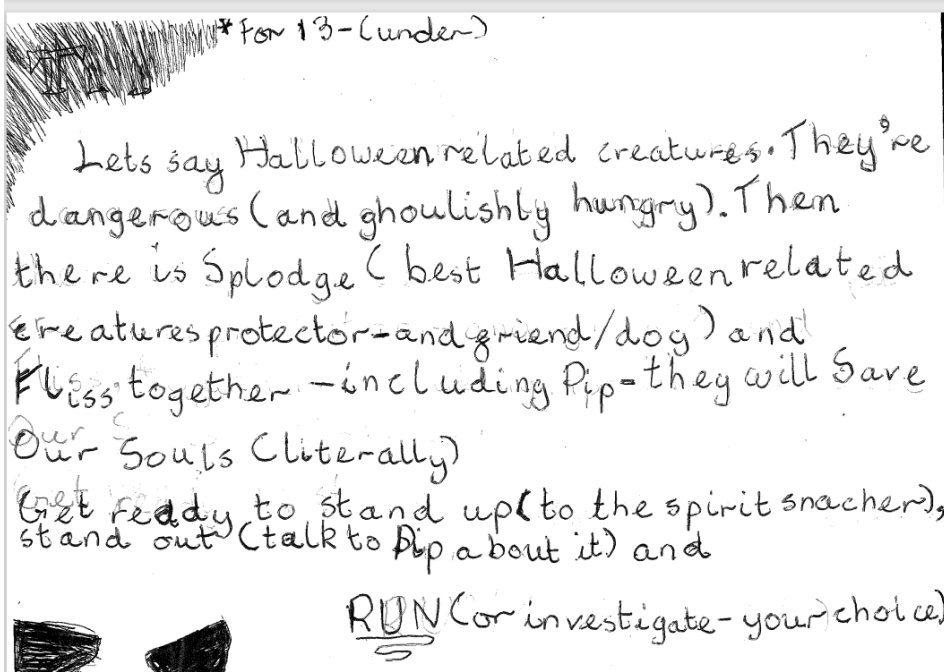 * For 13-(under)
Lets say Halloween related creatures. They're
dangerous (and ghoulishly hungry). Then
there is Splodge (best Halloween related
creatures protector-and friend/dog) and
Fliss together -including Pip-they will Save
Our Souls (literally)
Get ready to stand up (to the spirit snacher),
stand out (talk to Pip about it) and
RUN (or investigate- your choice)